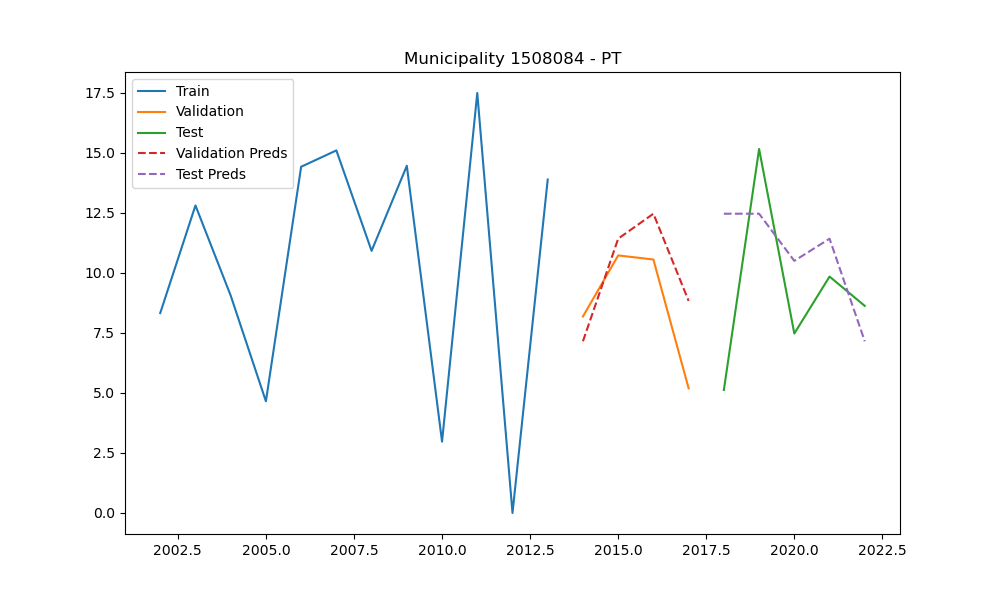 Municipality 1508084 - PT
Train
Validation
Test
Validation Preds
Test Preds
17.5
15.0
12.5
10.0
7.5
5.0
2.5
0.0
2002.5 2005.0 2007.5 2010.0 2012.5 2015.0 2017.5 2020.0 2022.5